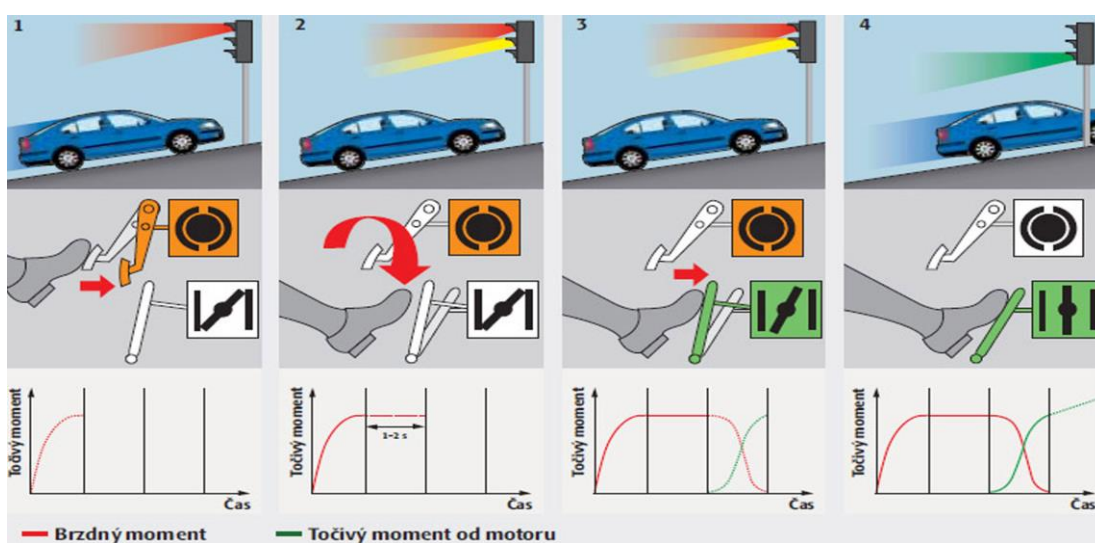 1
2
3
4
Točivý moment
Čas
Točivý moment
1–2 s
Čas
Točivý moment
Čas
Točivý moment
Čas
Brzdný moment
Točivý moment od motoru